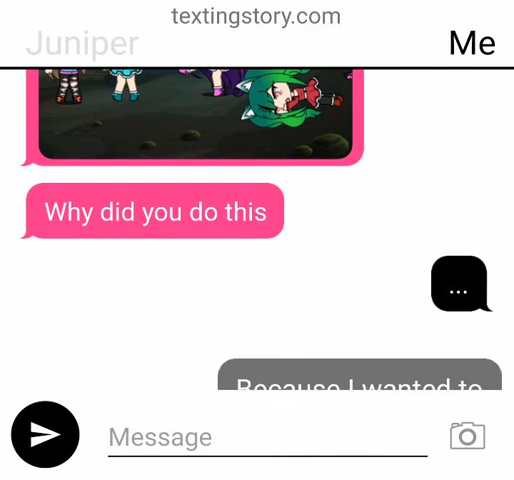 textingstory.com
Juniper
Me
Why did you do this
...
Because I wanted to
Message